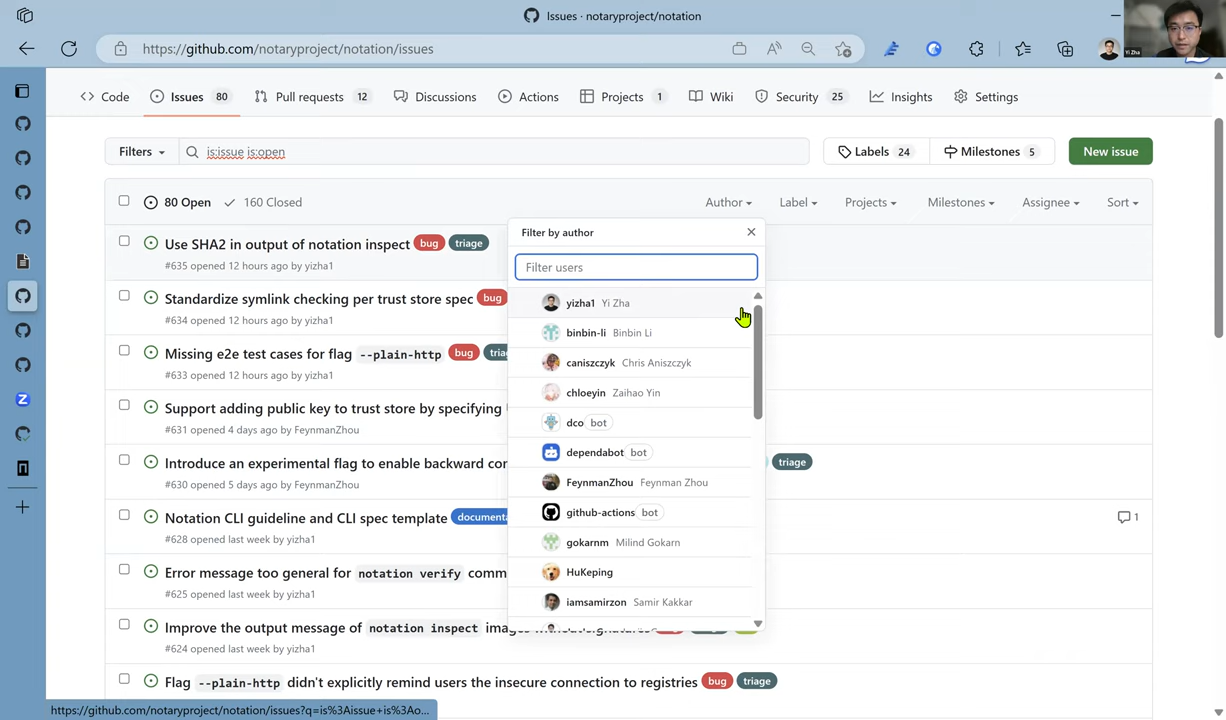 Issues · notaryproject/notation
https://github.com/notaryproject/notation/issues
Yi Zha
Code
Issues 80
Pull requests 12
Discussions
Actions
Projects 1
Wiki
Security 25
Insights
Settings
Filters
is:issue is:open
Labels 24
Milestones 5
New issue
80 Open
160 Closed
Author
Label
Projects
Milestones
Assignee
Sort
Use SHA2 in output of notation inspect bug triage
#635 opened 12 hours ago by yizha1
Standardize symlink checking per trust store spec bug
#634 opened 12 hours ago by yizha1
Missing e2e test cases for flag --plain-http bug
#633 opened 12 hours ago by yizha1
Support adding public key to trust store by specifying
#631 opened 4 days ago by FeynmanZhou
Introduce an experimental flag to enable backward triage
#630 opened 5 days ago by FeynmanZhou
Notation CLI guideline and CLI spec template
1
#628 opened last week by yizha1
Error message too general for notation verify
#625 opened last week by yizha1
Improve the output message of notation inspect
#624 opened last week by yizha1
Flag --plain-http didn't explicitly remind users the insecure connection to registries bug triage
Filter by author
Filter users
yizha1 Yi Zha
binbin-li Binbin Li
caniszczyk Chris Aniszczyk
chloeyin Zaihao Yin
dco bot
dependabot bot
FeynmanZhou Feynman Zhou
github-actions bot
gokarnm Milind Gokarn
HuKeping
iamsamirzon Samir Kakkar
https://github.com/notaryproject/notation/issues?q=is%3Aissue+is%3Ao...